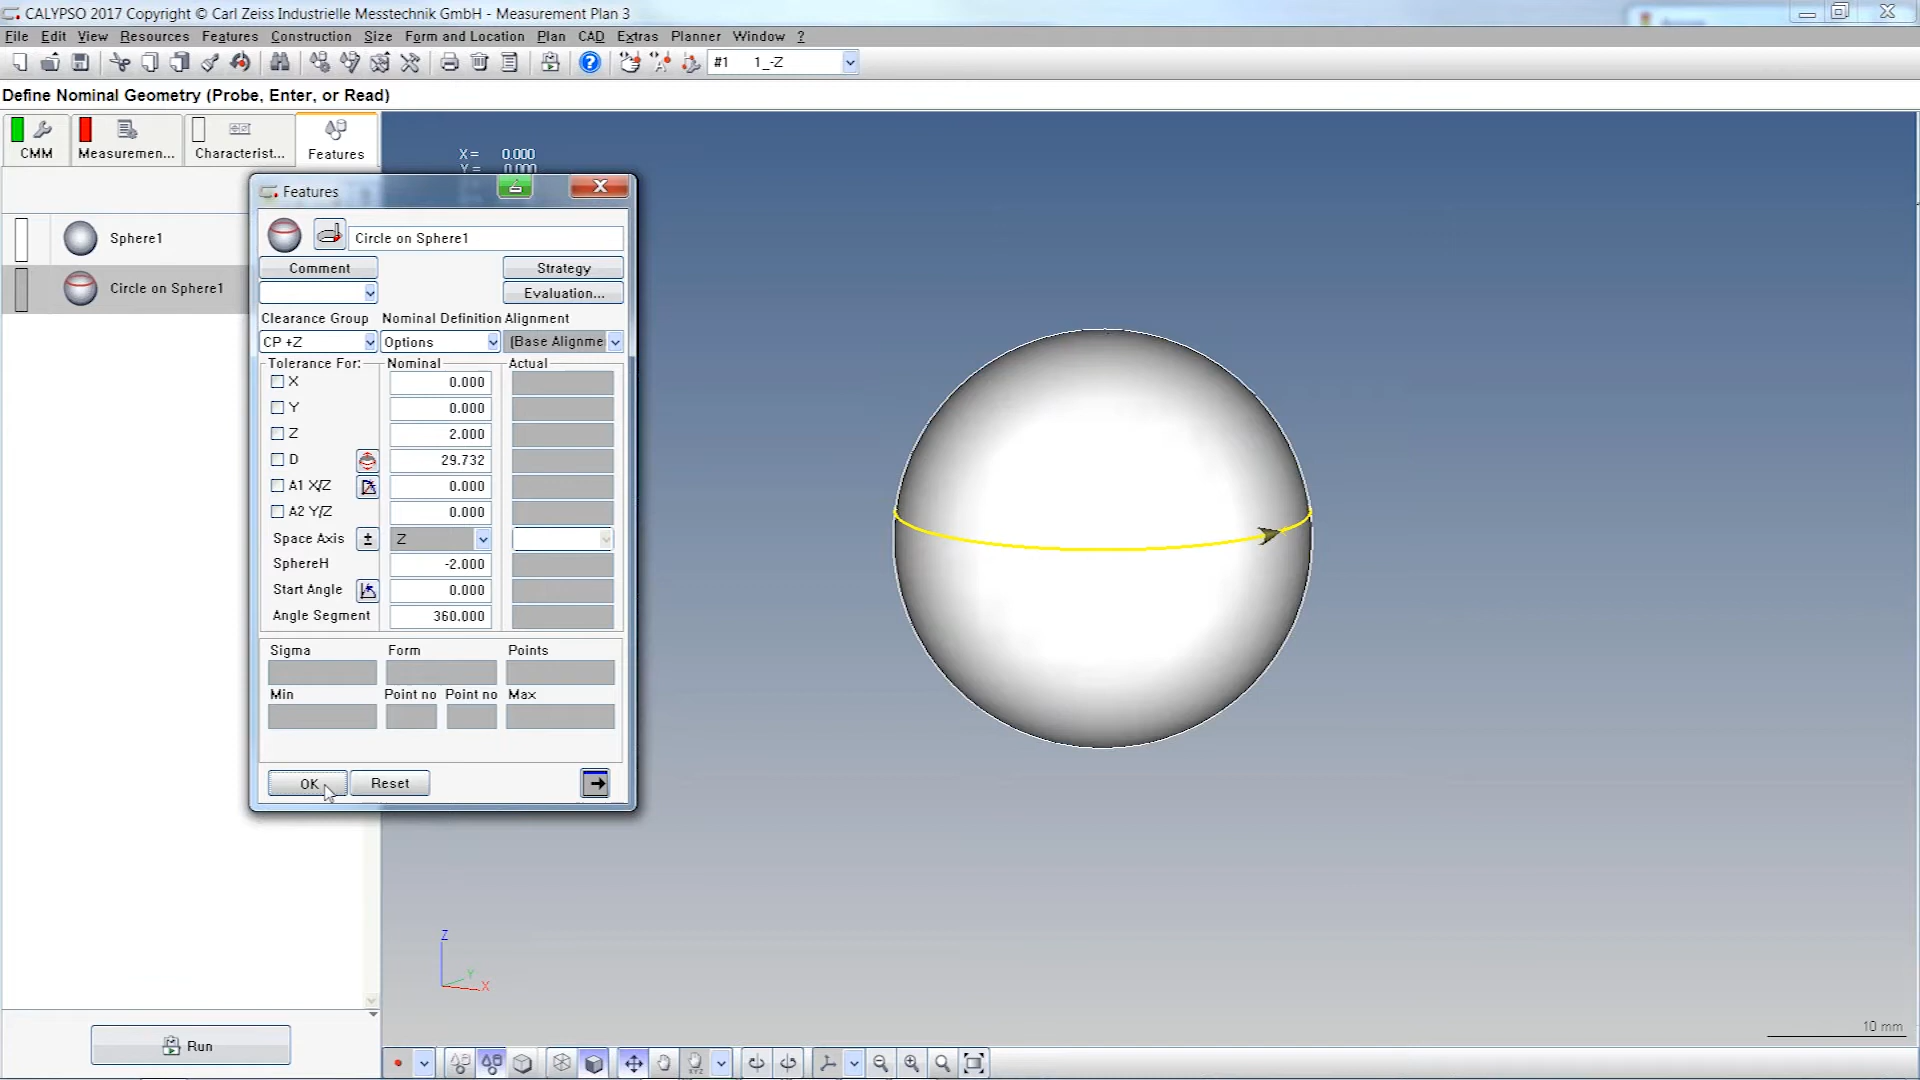 CALYPSO 2017 Copyright © Carl Zeiss Industrielle Messtechnik GmbH - Measurement Plan 3
File Edit View Resources Features Construction Size Form and Location Plan CAD Extras Planner Window ?
#1 1_-Z
Define Nominal Geometry (Probe, Enter, or Read)
CMM Measuremen... Characterist... Features
X= 0.000
Y= 0.000
Features
Sphere1
Circle on Sphere1
Circle on Sphere1
Comment Strategy
Evaluation...
Clearance Group Nominal Definition Alignment
CP +Z Options (Base Alignme
Tolerance For: Nominal Actual
X 0.000
Y 0.000
Z 2.000
D 29.732
A1 X/Z 0.000
A2 Y/Z 0.000
Space Axis ± Z
SphereH -2.000
Start Angle 0.000
Angle Segment 360.000
Sigma Form Points
Min Point no Point no Max
OK Reset
Z
Y
X
10 mm
Run
XYZ